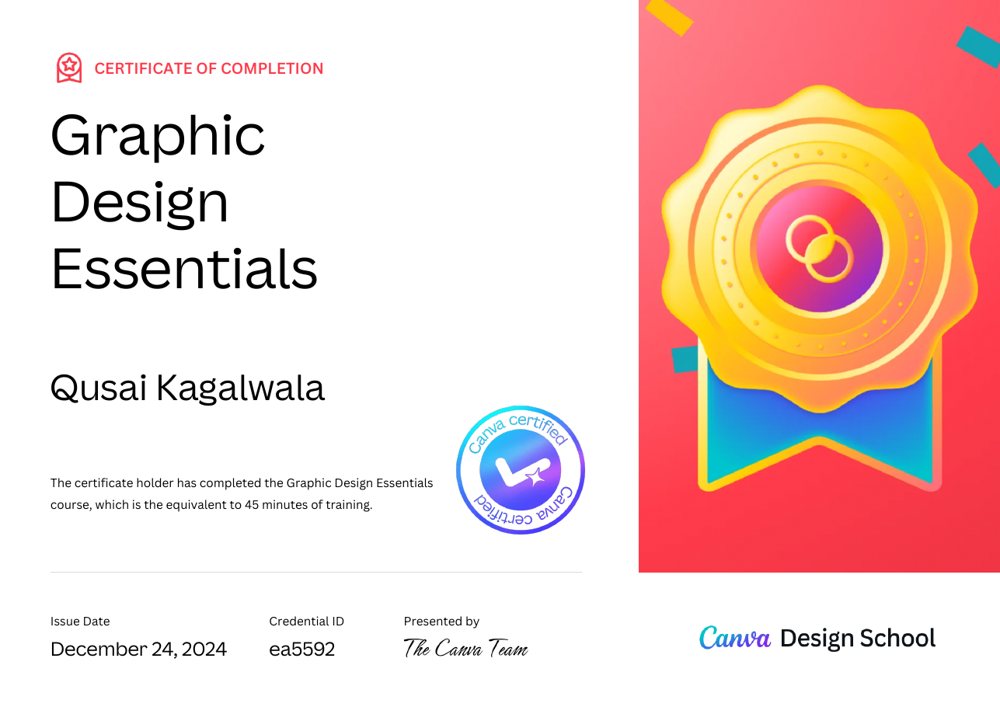 CERTIFICATE OF COMPLETION
Graphic
Design
Essentials
Qusai Kagalwala
Canva certified
Canva certified
The certificate holder has completed the Graphic Design Essentials
course, which is the equivalent to 45 minutes of training.
Issue Date
December 24, 2024
Credential ID
ea5592
Presented by
The Canva Team
Canva Design School